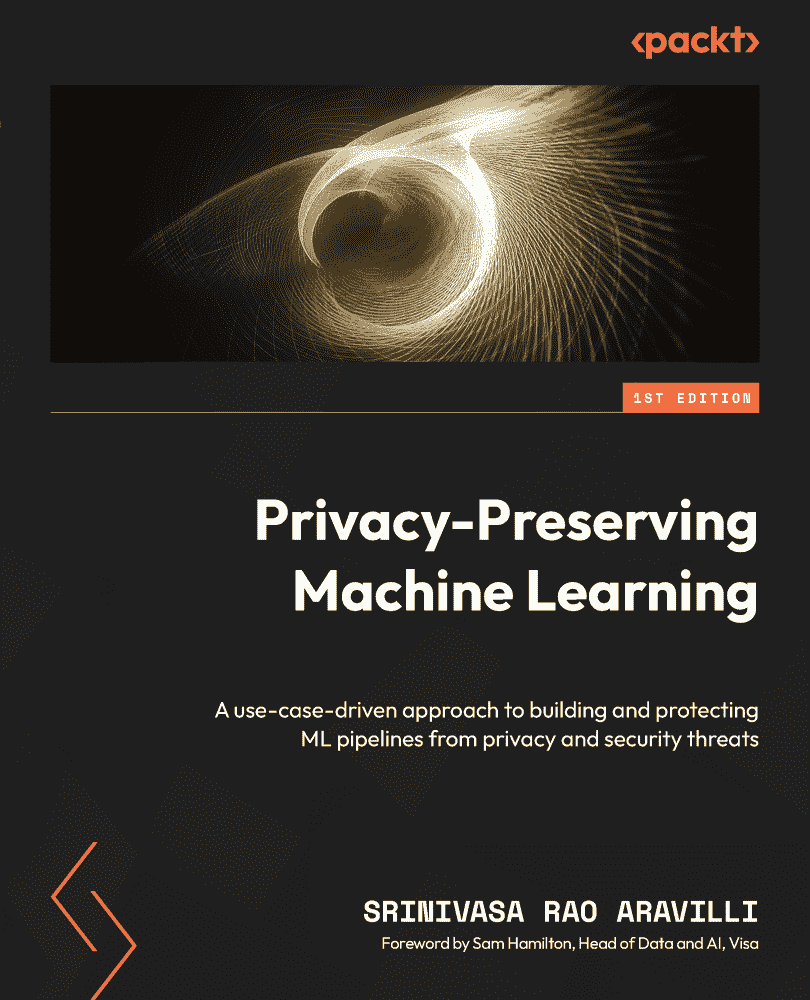 <packt>
1ST EDITION
Privacy-Preserving
Machine Learning
A use-case-driven approach to building and protecting
ML pipelines from privacy and security threats
SRINIVASA RAO ARAVILLI
Foreword by Sam Hamilton, Head of Data and AI, Visa